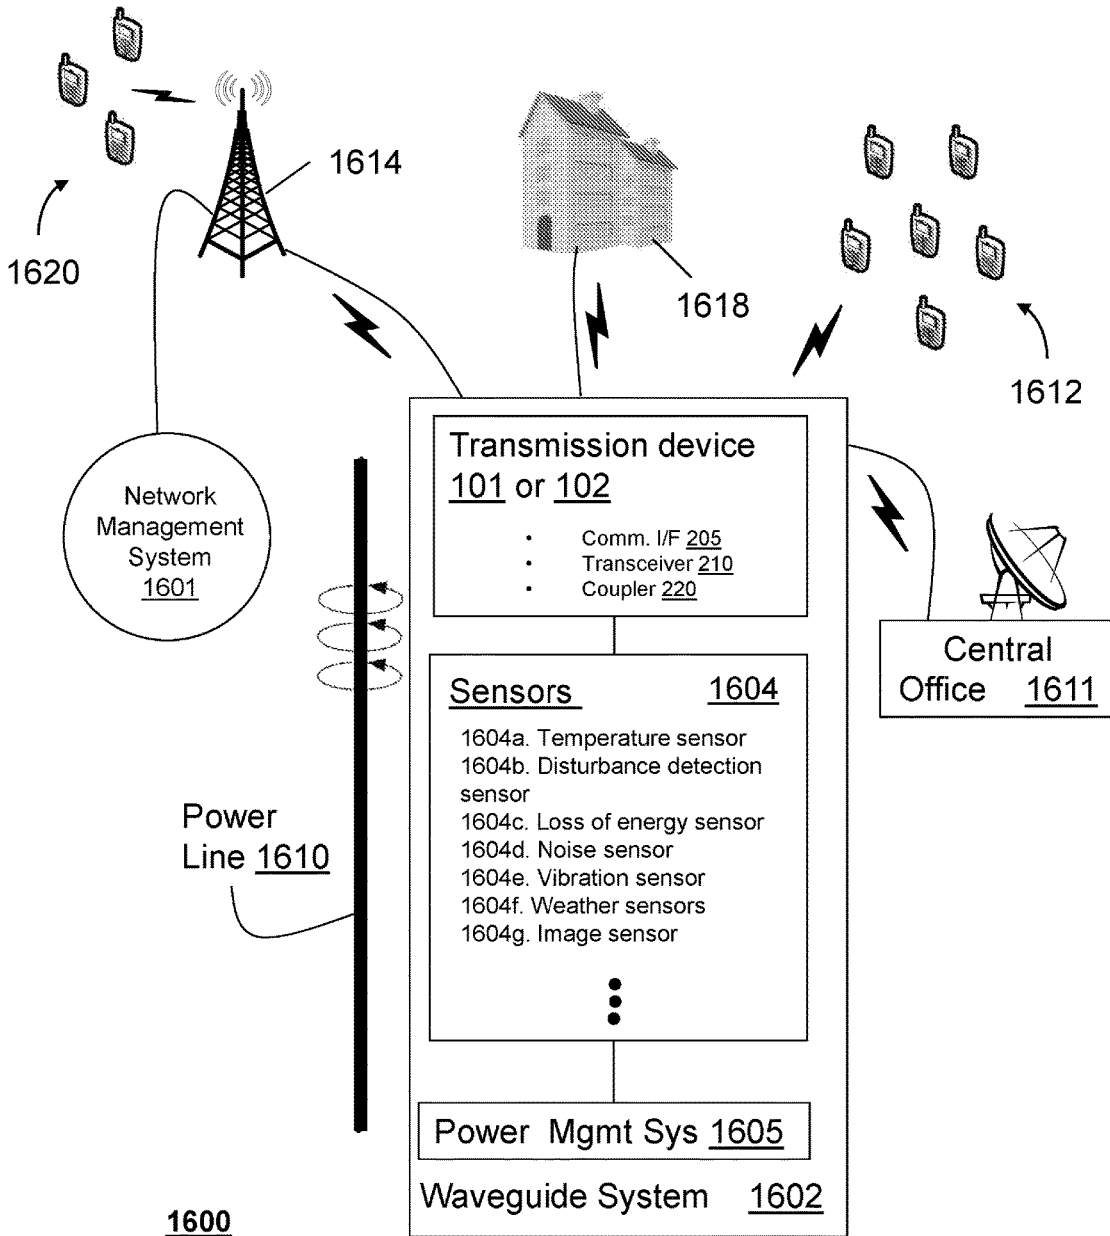 1614
1620
1618
1612
Transmission device
101 or 102
• Comm. I/F 205
• Transceiver 210
• Coupler 220
Network
Management
System
1601
Central
Office 1611
Sensors 1604
1604a. Temperature sensor
1604b. Disturbance detection
sensor
1604c. Loss of energy sensor
1604d. Noise sensor
1604e. Vibration sensor
1604f. Weather sensors
1604g. Image sensor
Power
Line 1610
Power Mgmt Sys 1605
Waveguide System 1602
1600